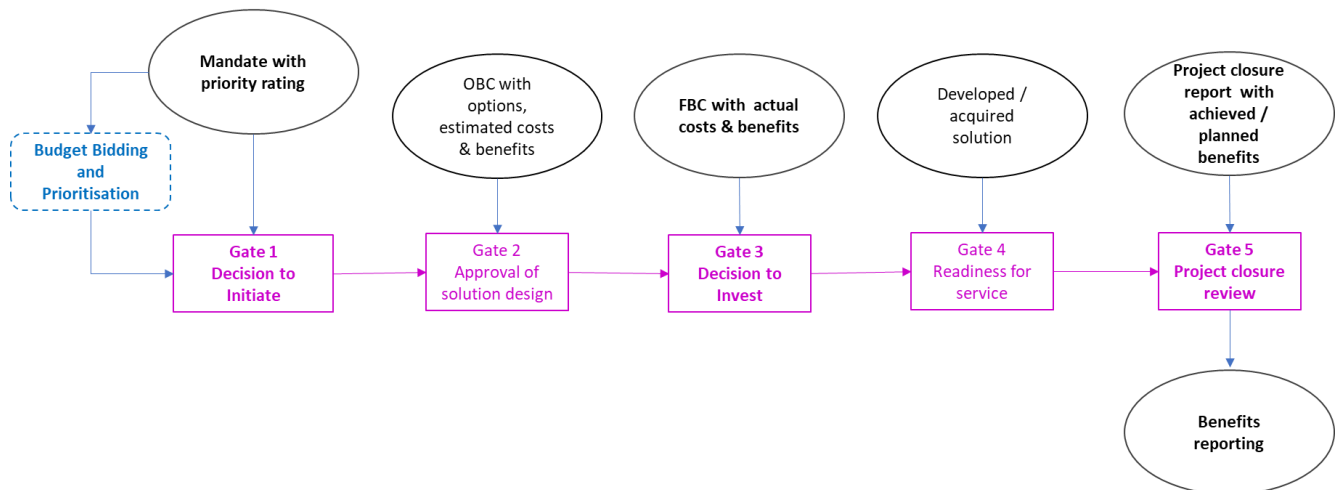 Mandate with
priority rating
OBC with
options,
estimated costs
& benefits
FBC with actual
costs & benefits
Developed /
acquired
solution
Project closure
report with
achieved /
planned
benefits
Budget Bidding
and
Prioritisation
Gate 1
Decision to
Initiate
Gate 2
Approval of
solution design
Gate 3
Decision to
Invest
Gate 4
Readiness for
service
Gate 5
Project closure
review
Benefits
reporting